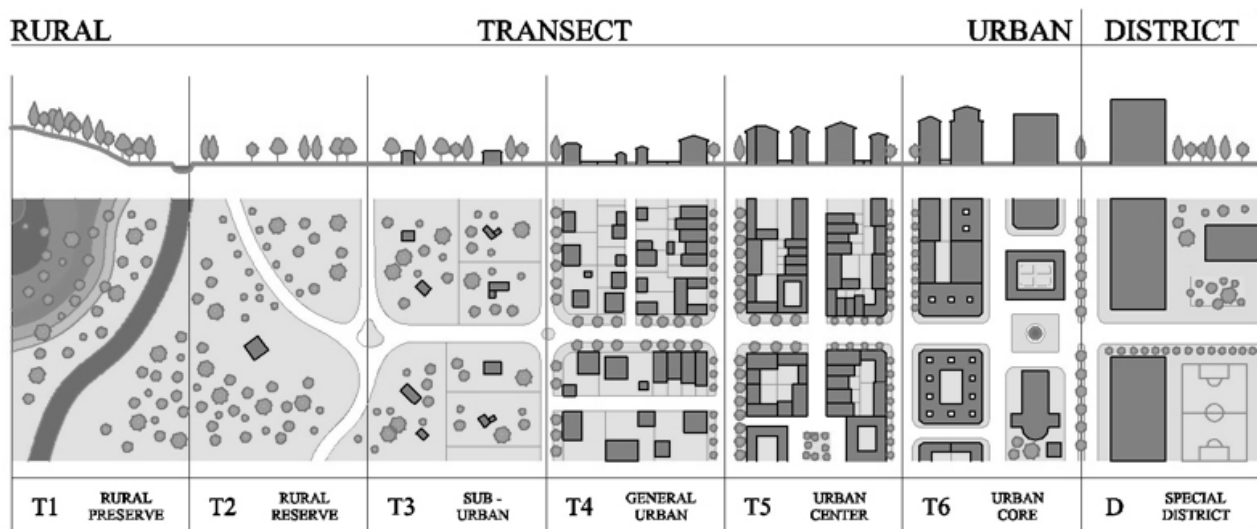 RURAL TRANSECT URBAN DISTRICT
T1 RURAL PRESERVE
T2 RURAL RESERVE
T3 SUB - URBAN
T4 GENERAL URBAN
T5 URBAN CENTER
T6 URBAN CORE
D SPECIAL DISTRICT